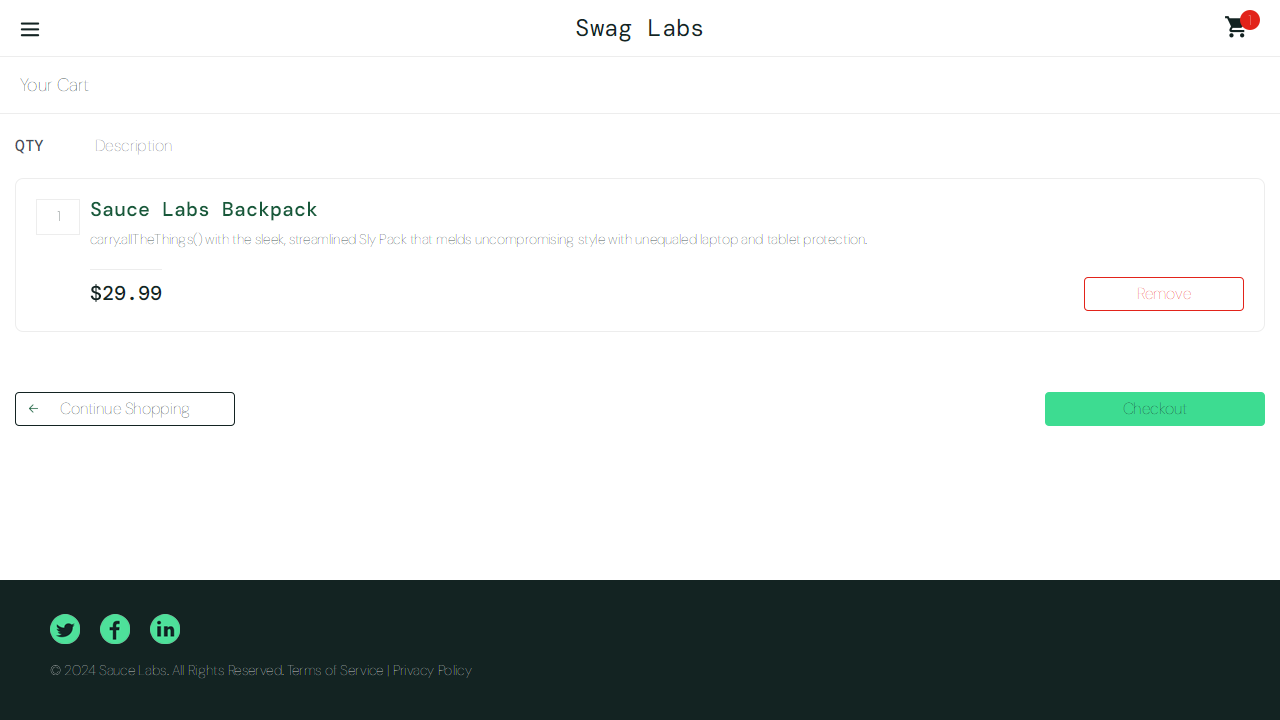 Swag Labs
1
Your Cart
QTY Description
1
Sauce Labs Backpack
carry.allTheThings() with the sleek, streamlined Sly Pack that melds uncompromising style with unequaled laptop and tablet protection.
$29.99
Remove
Continue Shopping
Checkout
© 2024 Sauce Labs. All Rights Reserved. Terms of Service | Privacy Policy